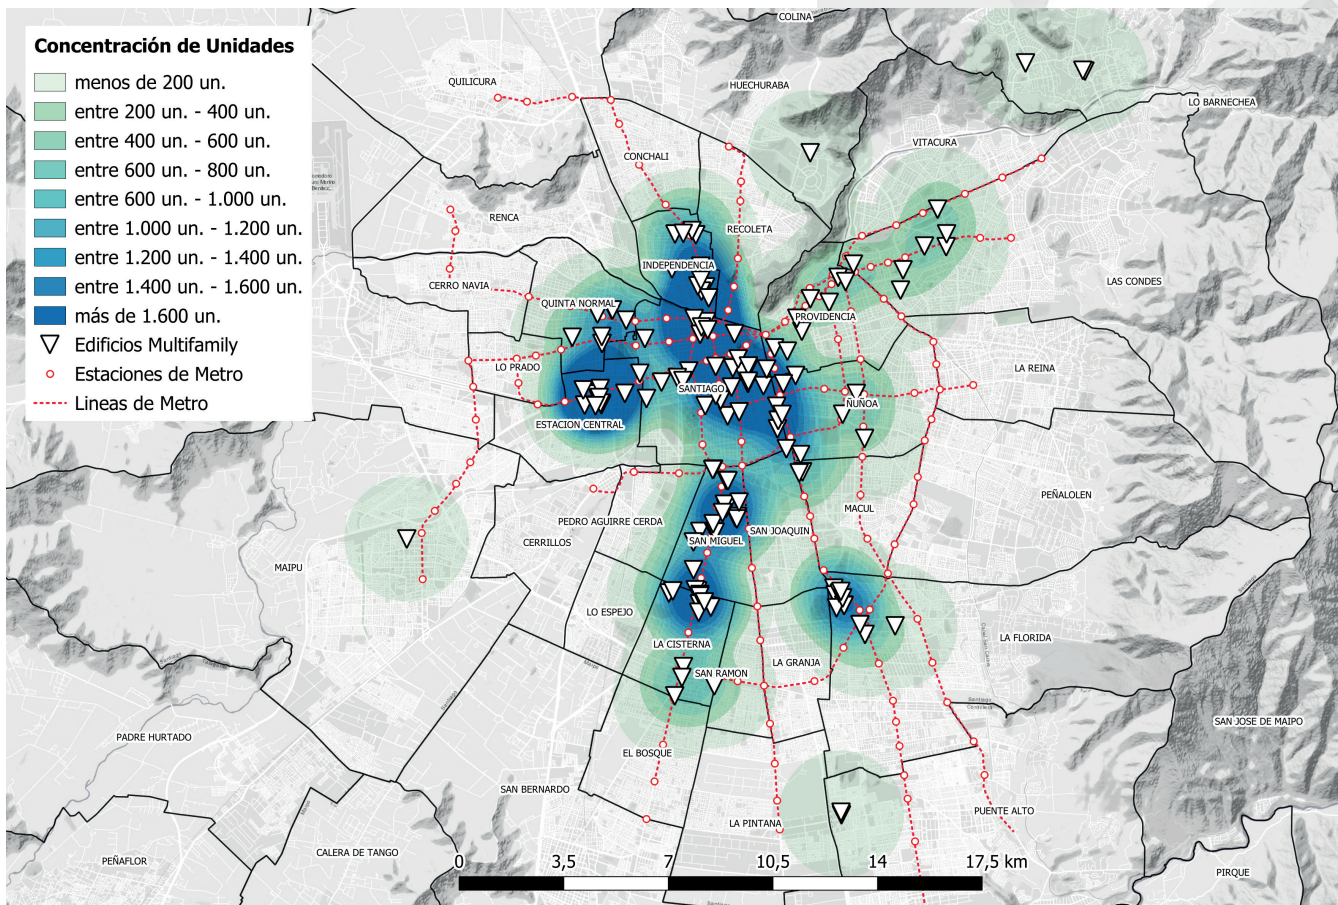 Concentración de Unidades
menos de 200 un.
entre 200 un. - 400 un.
entre 400 un. - 600 un.
entre 600 un. - 800 un.
entre 600 un. - 1.000 un.
entre 1.000 un. - 1.200 un.
entre 1.200 un. - 1.400 un.
entre 1.400 un. - 1.600 un.
más de 1.600 un.
Edificios Multifamily
Estaciones de Metro
Lineas de Metro
COLINA
QUILICURA
HUECHURABA
LO BARNECHEA
VITACURA
CONCHALI
RENCA
RECOLETA
INDEPENDENCIA
LAS CONDES
CERRO NAVIA
QUINTA NORMAL
PROVIDENCIA
LO PRADO
LA REINA
SANTIAGO
ÑUÑOA
ESTACION CENTRAL
PEÑALOLEN
MACUL
PEDRO AGUIRRE CERDA
SAN JOAQUIN
CERRILLOS
SAN MIGUEL
MAIPU
LO ESPEJO
LA FLORIDA
LA CISTERNA
LA GRANJA
SAN RAMON
SAN JOSE DE MAIPO
PADRE HURTADO
EL BOSQUE
SAN BERNARDO
PUENTE ALTO
LA PINTANA
CALERA DE TANGO
PEÑAFLOR
PIRQUE
0 3,5 7 10,5 14 17,5 km